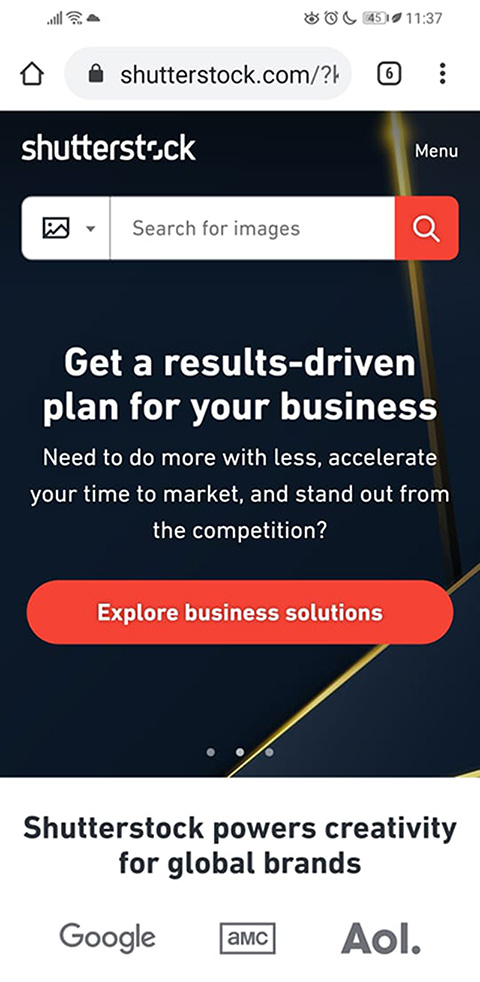 45 11:37
shutterstock.com/?
6
shutterstock
Menu
Search for images
Get a results-driven
plan for your business
Need to do more with less, accelerate
your time to market, and stand out from
the competition?
Explore business solutions
Shutterstock powers creativity
for global brands
Google aMC Aol.